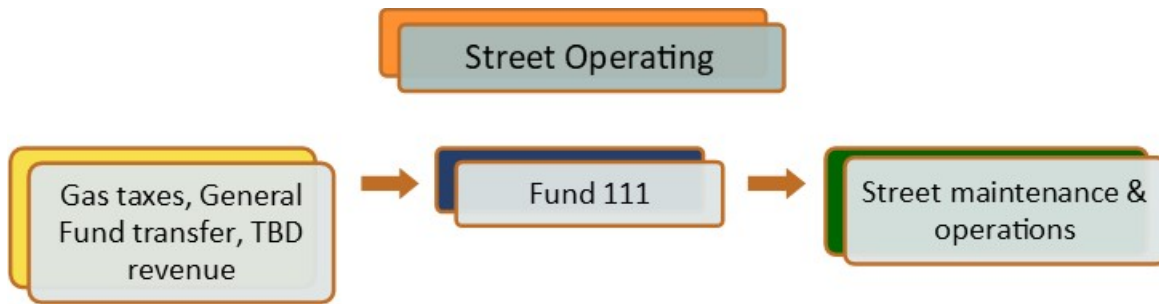 Street Operating
Gas taxes, General
Fund transfer, TBD
revenue
Fund 111
Street maintenance &
operations